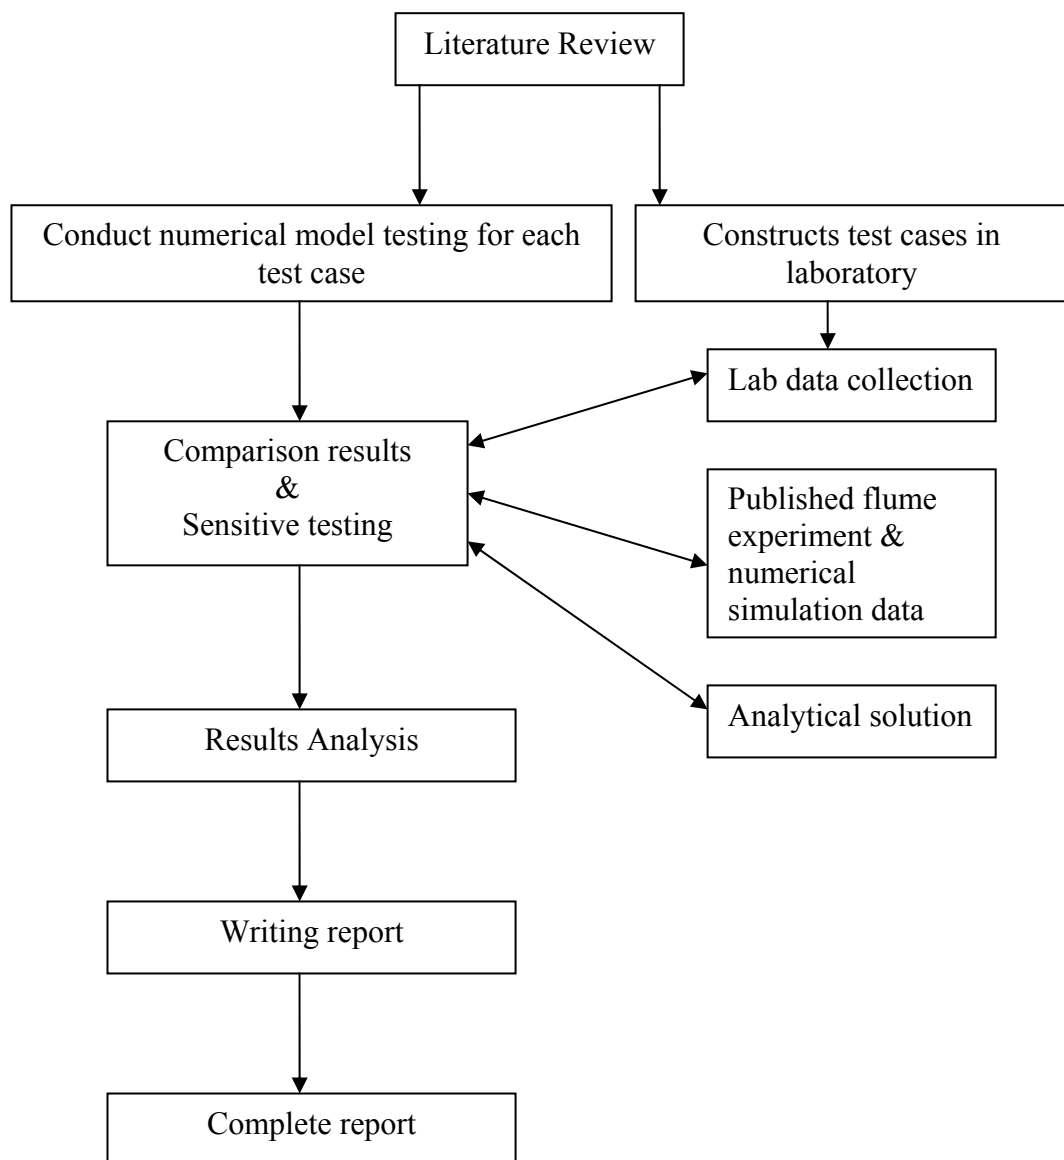 Literature Review
Conduct numerical model testing for each
test case
Constructs test cases in
laboratory
Lab data collection
Comparison results
&
Sensitive testing
Published flume
experiment &
numerical
simulation data
Analytical solution
Results Analysis
Writing report
Complete report